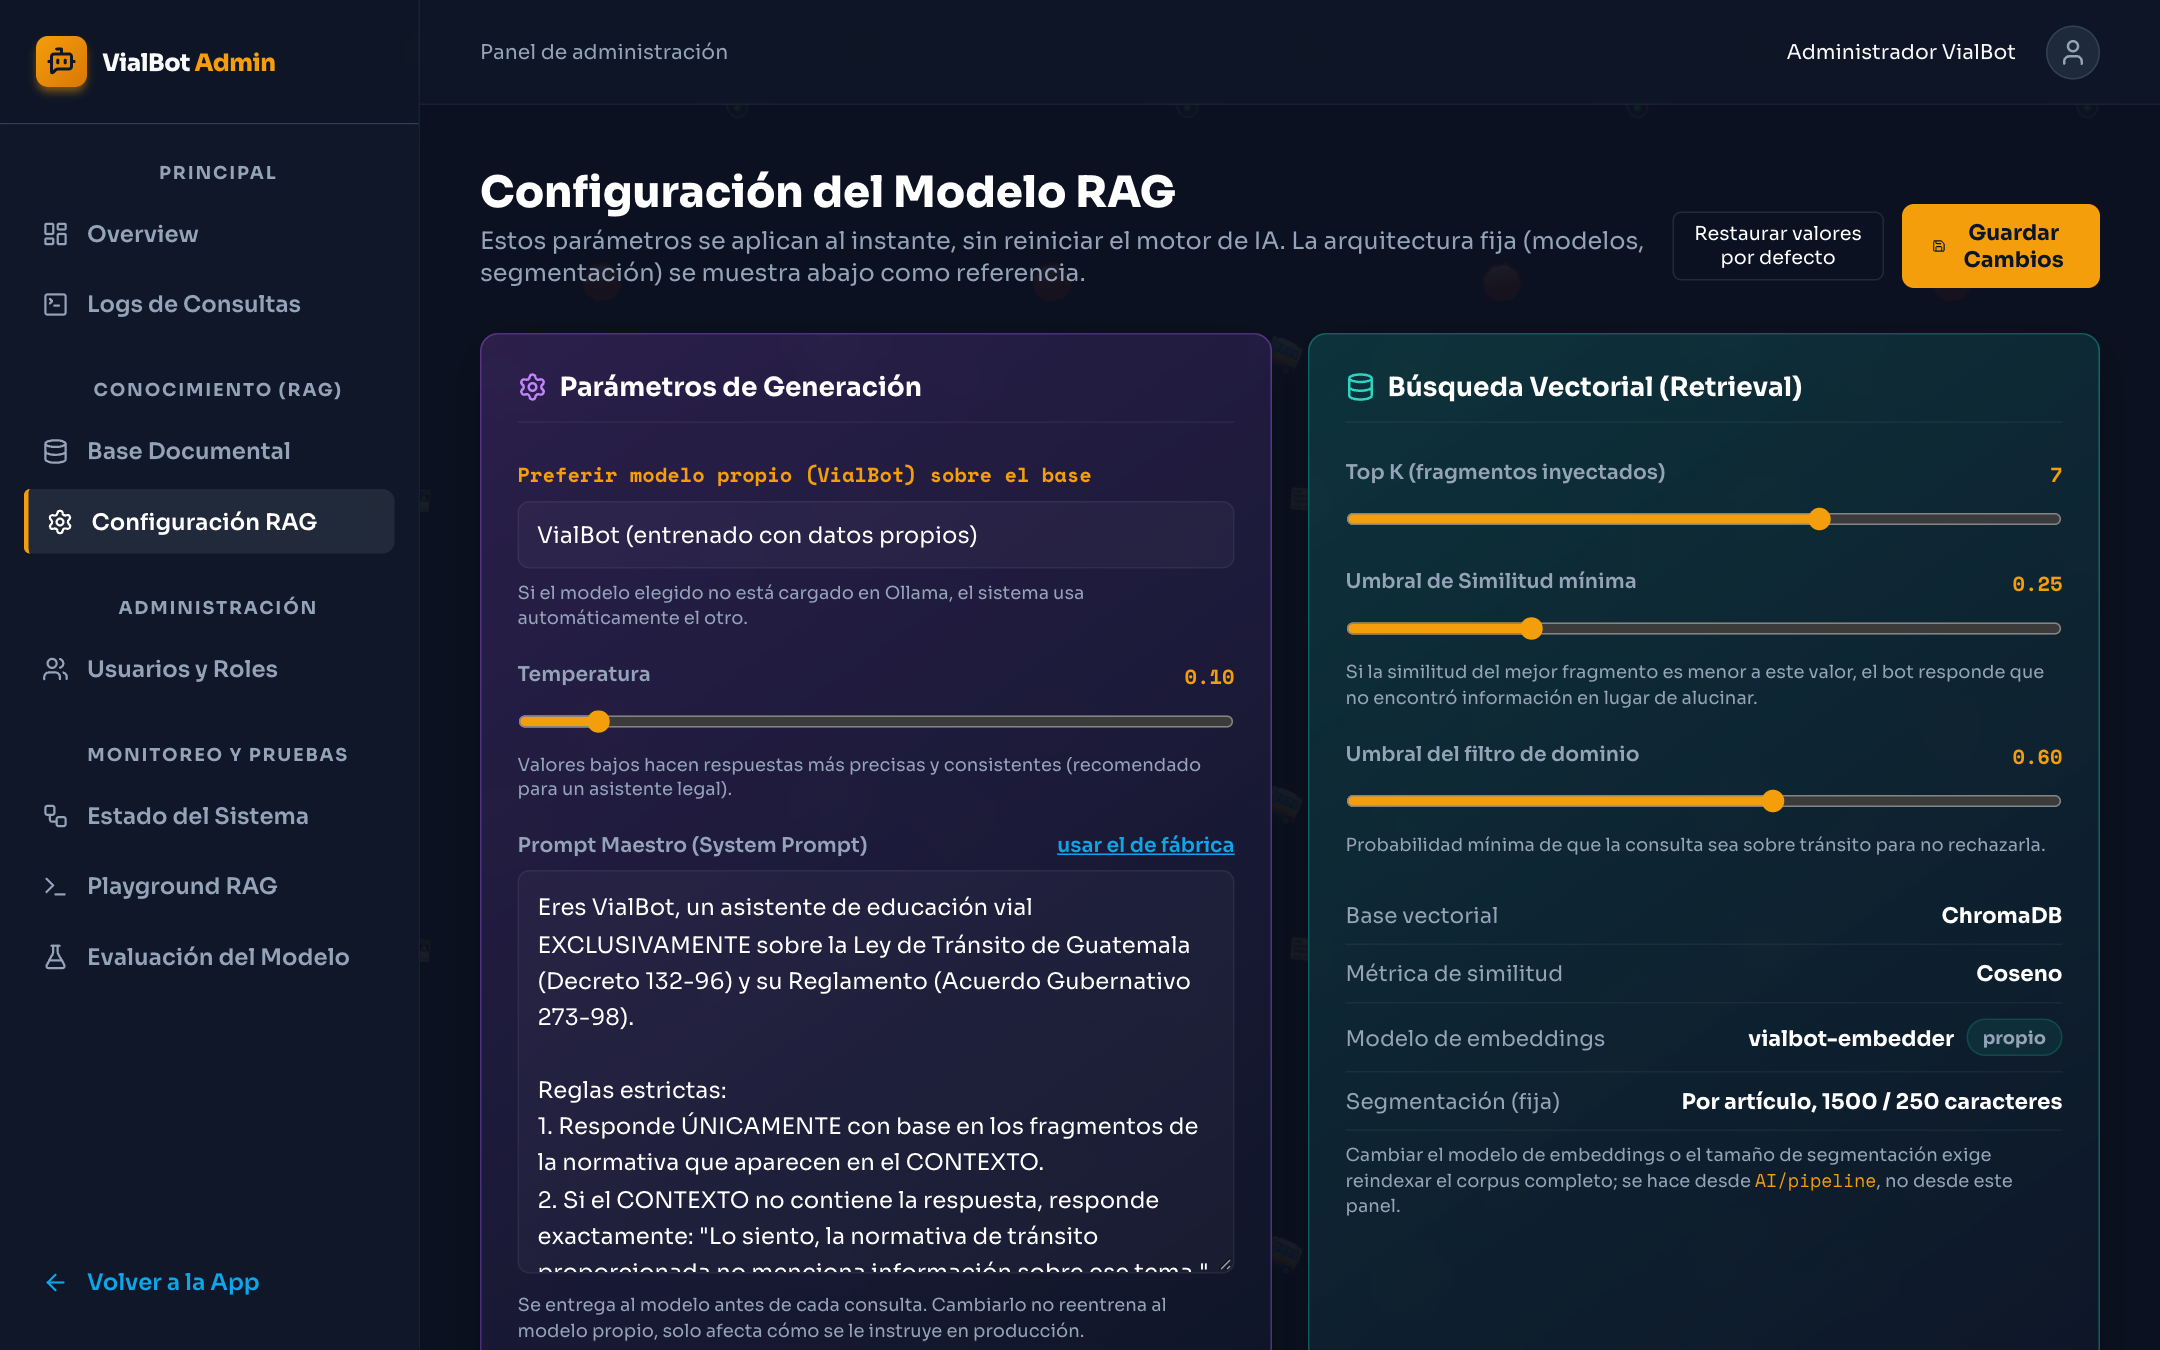 VialBot Admin
PRINCIPAL
Overview
Logs de Consultas
CONOCIMIENTO (RAG)
Base Documental
Configuración RAG
ADMINISTRACIÓN
Usuarios y Roles
MONITOREO Y PRUEBAS
Estado del Sistema
Playground RAG
Evaluación del Modelo
Volver a la App
Panel de administración
Administrador VialBot
Configuración del Modelo RAG
Estos parámetros se aplican al instante, sin reiniciar el motor de IA. La arquitectura fija (modelos,
segmentación) se muestra abajo como referencia.
Restaurar valores
por defecto
Guardar
Cambios
Parámetros de Generación
Preferir modelo propio (VialBot) sobre el base
VialBot (entrenado con datos propios)
Si el modelo elegido no está cargado en Ollama, el sistema usa
automáticamente el otro.
Temperatura 0.10
Valores bajos hacen respuestas más precisas y consistentes (recomendado
para un asistente legal).
Prompt Maestro (System Prompt) usar el de fábrica
Eres VialBot, un asistente de educación vial
EXCLUSIVAMENTE sobre la Ley de Tránsito de Guatemala
(Decreto 132-96) y su Reglamento (Acuerdo Gubernativo
273-98).
Reglas estrictas:
1. Responde ÚNICAMENTE con base en los fragmentos de
la normativa que aparecen en el CONTEXTO.
2. Si el CONTEXTO no contiene la respuesta, responde
exactamente: "Lo siento, la normativa de tránsito
proporcionada no menciona información sobre ese tema."
Se entrega al modelo antes de cada consulta. Cambiarlo no reentrena al
modelo propio, solo afecta cómo se le instruye en producción.
Búsqueda Vectorial (Retrieval)
Top K (fragmentos inyectados) 7
Umbral de Similitud mínima 0.25
Si la similitud del mejor fragmento es menor a este valor, el bot responde que
no encontró información en lugar de alucinar.
Umbral del filtro de dominio 0.60
Probabilidad mínima de que la consulta sea sobre tránsito para no rechazarla.
Base vectorial ChromaDB
Métrica de similitud Coseno
Modelo de embeddings vialbot-embedder propio
Segmentación (fija) Por artículo, 1500 / 250 caracteres
Cambiar el modelo de embeddings o el tamaño de segmentación exige
reindexar el corpus completo; se hace desde AI/pipeline, no desde este
panel.